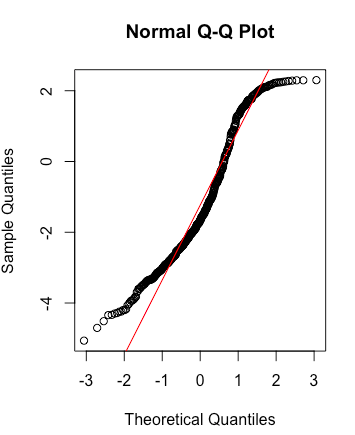 Normal Q-Q Plot
Sample Quantiles
2
0
-2
-4
-3 -2 -1 0 1 2 3
Theoretical Quantiles